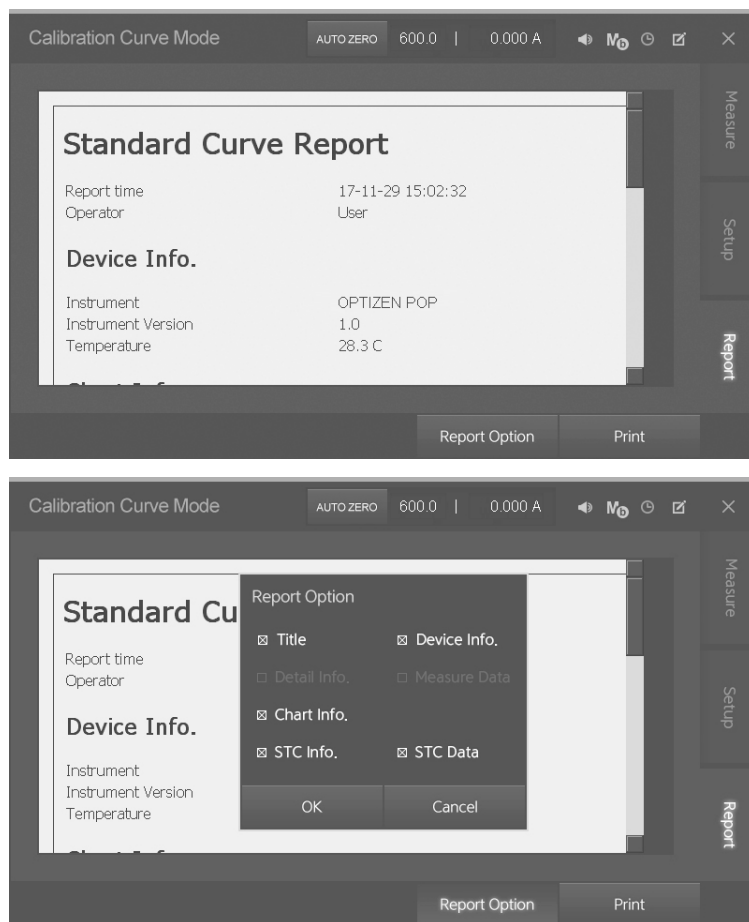 Calibration Curve Mode AUTO ZERO 600.0 | 0.000 A
Measure
Setup
Report
Standard Curve Report
Report time 17-11-29 15:02:32
Operator User
Device Info.
Instrument OPTIZEN POP
Instrument Version 1.0
Temperature 28.3 C
Report Option Print
Calibration Curve Mode AUTO ZERO 600.0 | 0.000 A
Measure
Setup
Report
Standard Cu
Report time
Operator
Device Info.
Instrument
Instrument Version
Temperature
Report Option
Title Device Info.
Detail Info. Measure Data
Chart Info.
STC Info. STC Data
OK Cancel
Report Option Print